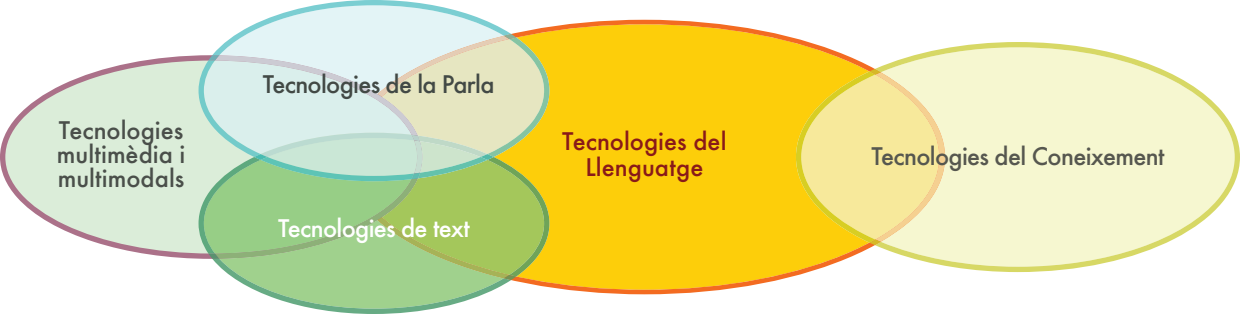 Tecnologies de la Parla
Tecnologies
multimèdia i
multimodals
Tecnologies de text
Tecnologies del
Llenguatge
Tecnologies del Coneixement